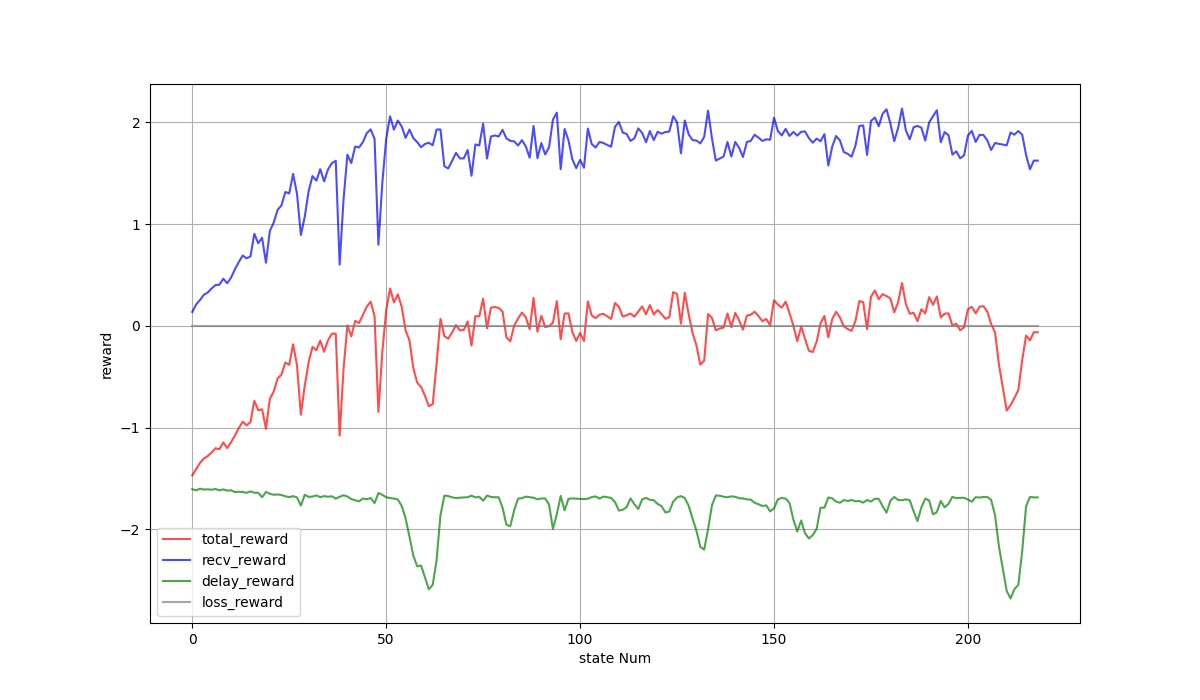 2
1
0
−1
−2
reward
total_reward
recv_reward
delay_reward
loss_reward
0 50 100 150 200
state Num